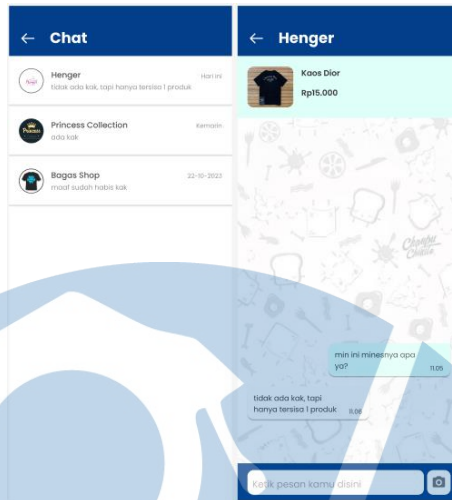 Chat
Henger
Hari ini
tidak ada kak, tapi hanya tersisa 1 produk
Princess Collection
Kemarin
ada kak
Bagas Shop
22-10-2023
maaf sudah habis kak
Henger
Kaos Dior
Rp15.000
min ini minesnya apa
ya?
11.05
tidak ada kak, tapi
hanya tersisa 1 produk
11.06
Ketik pesan kamu disini